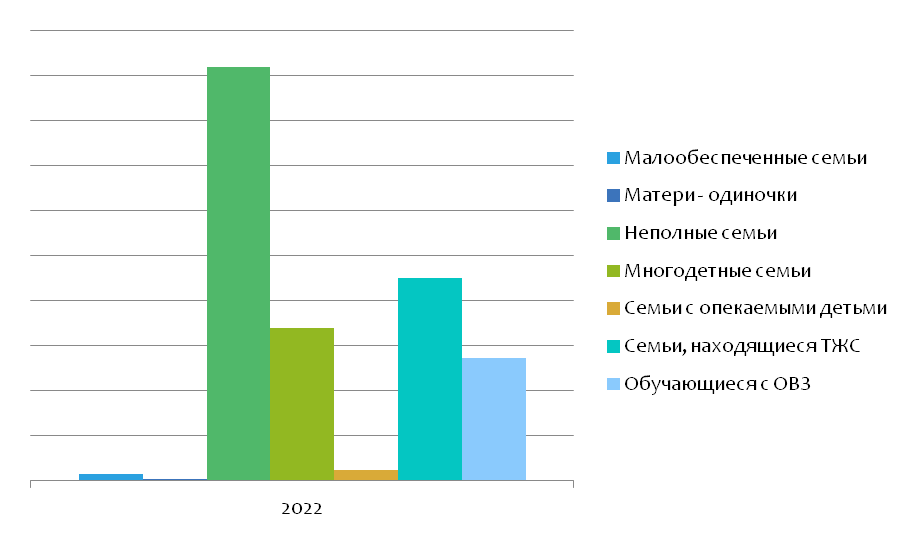 Малообеспеченные семьи
Матери- одиночки
Неполные семьи
Многодетные семьи
Семьи с опекаемыми детьми
Семьи, находящиеся ТЖС
Обучающиеся с ОВЗ
2022